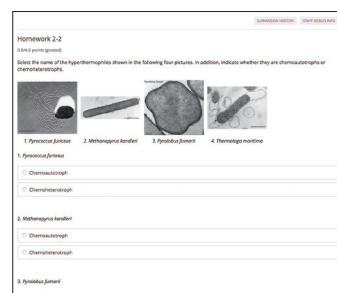 SUBMISSION HISTORY STAFF DEBUG INFO
Homework 2-2
0.0/4.0 points (graded)
Select the name of the hyperthermophiles shown in the following four pictures. In addition, indicate whether they are chemoautotrophs or
chemoheterotrophs.
1. Pyrococcus furiosus 2. Methanopyrus kandleri 3. Pyrolobus fumarii 4. Thermotoga maritima
1. Pyrococcus furiosus
Chemoautotroph
Chemoheterotroph
2. Methanopyrus kandleri
Chemoautotroph
Chemoheterotroph
3. Pyrolobus fumarii